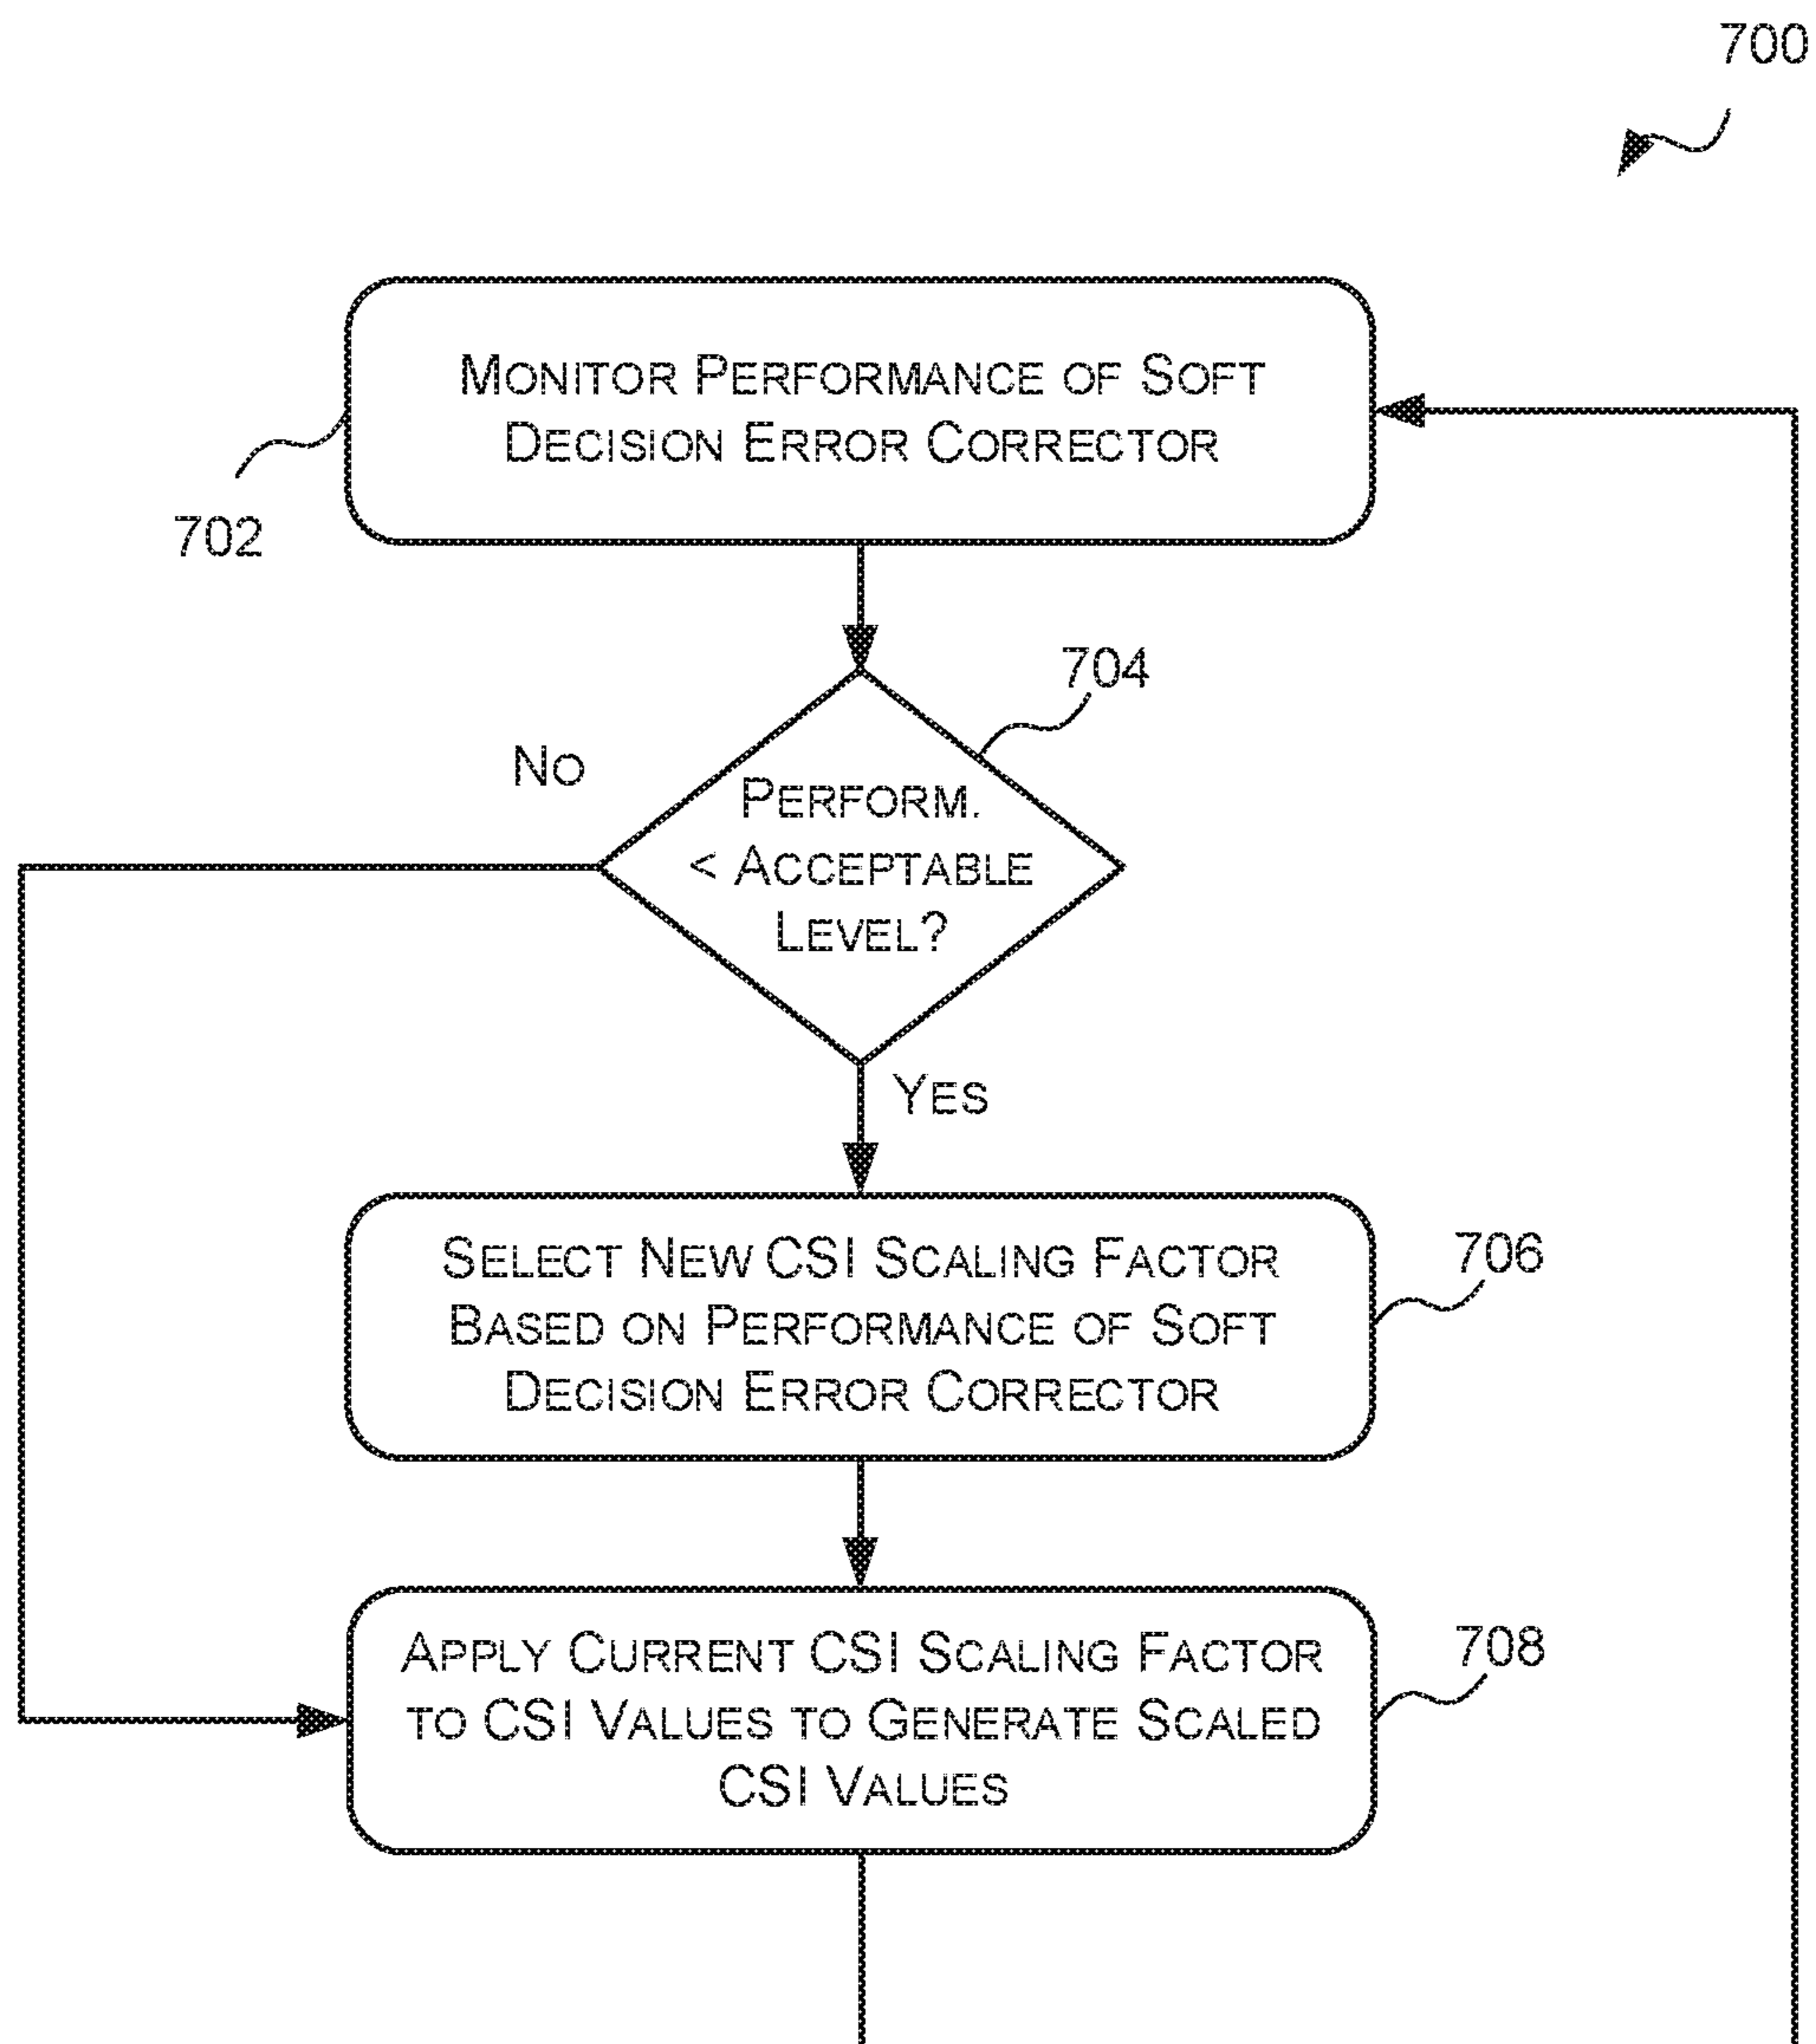 700
Monitor Performance of Soft
Decision Error Corrector
702
704
No
Perform.
< Acceptable
Level?
Yes
Select New CSI Scaling Factor
Based on Performance of Soft
Decision Error Corrector
706
Apply Current CSI Scaling Factor
to CSI Values to Generate Scaled
CSI Values
708